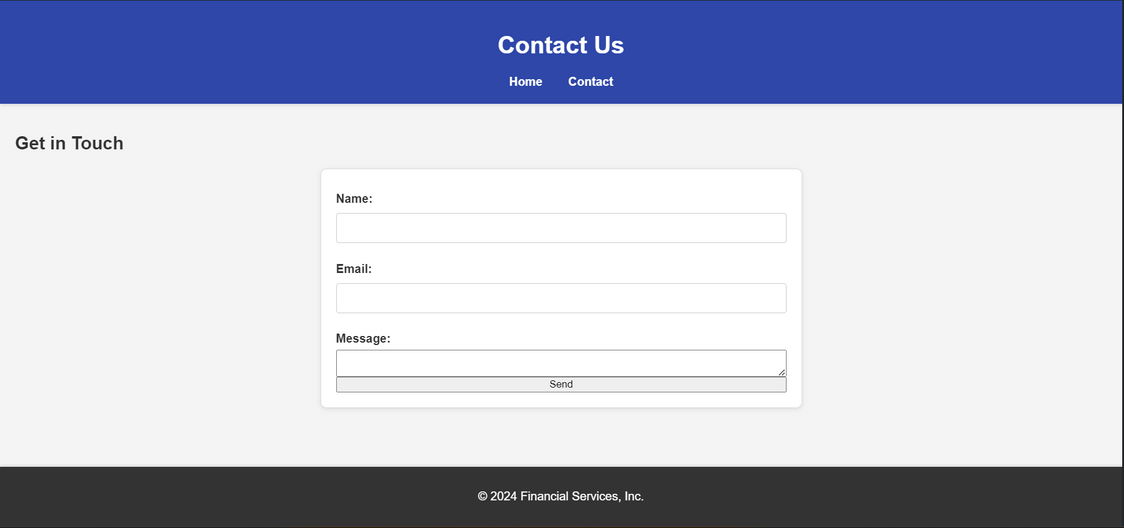 Contact Us
Home Contact
Get in Touch
Name:
Email:
Message:
Send
© 2024 Financial Services, Inc.